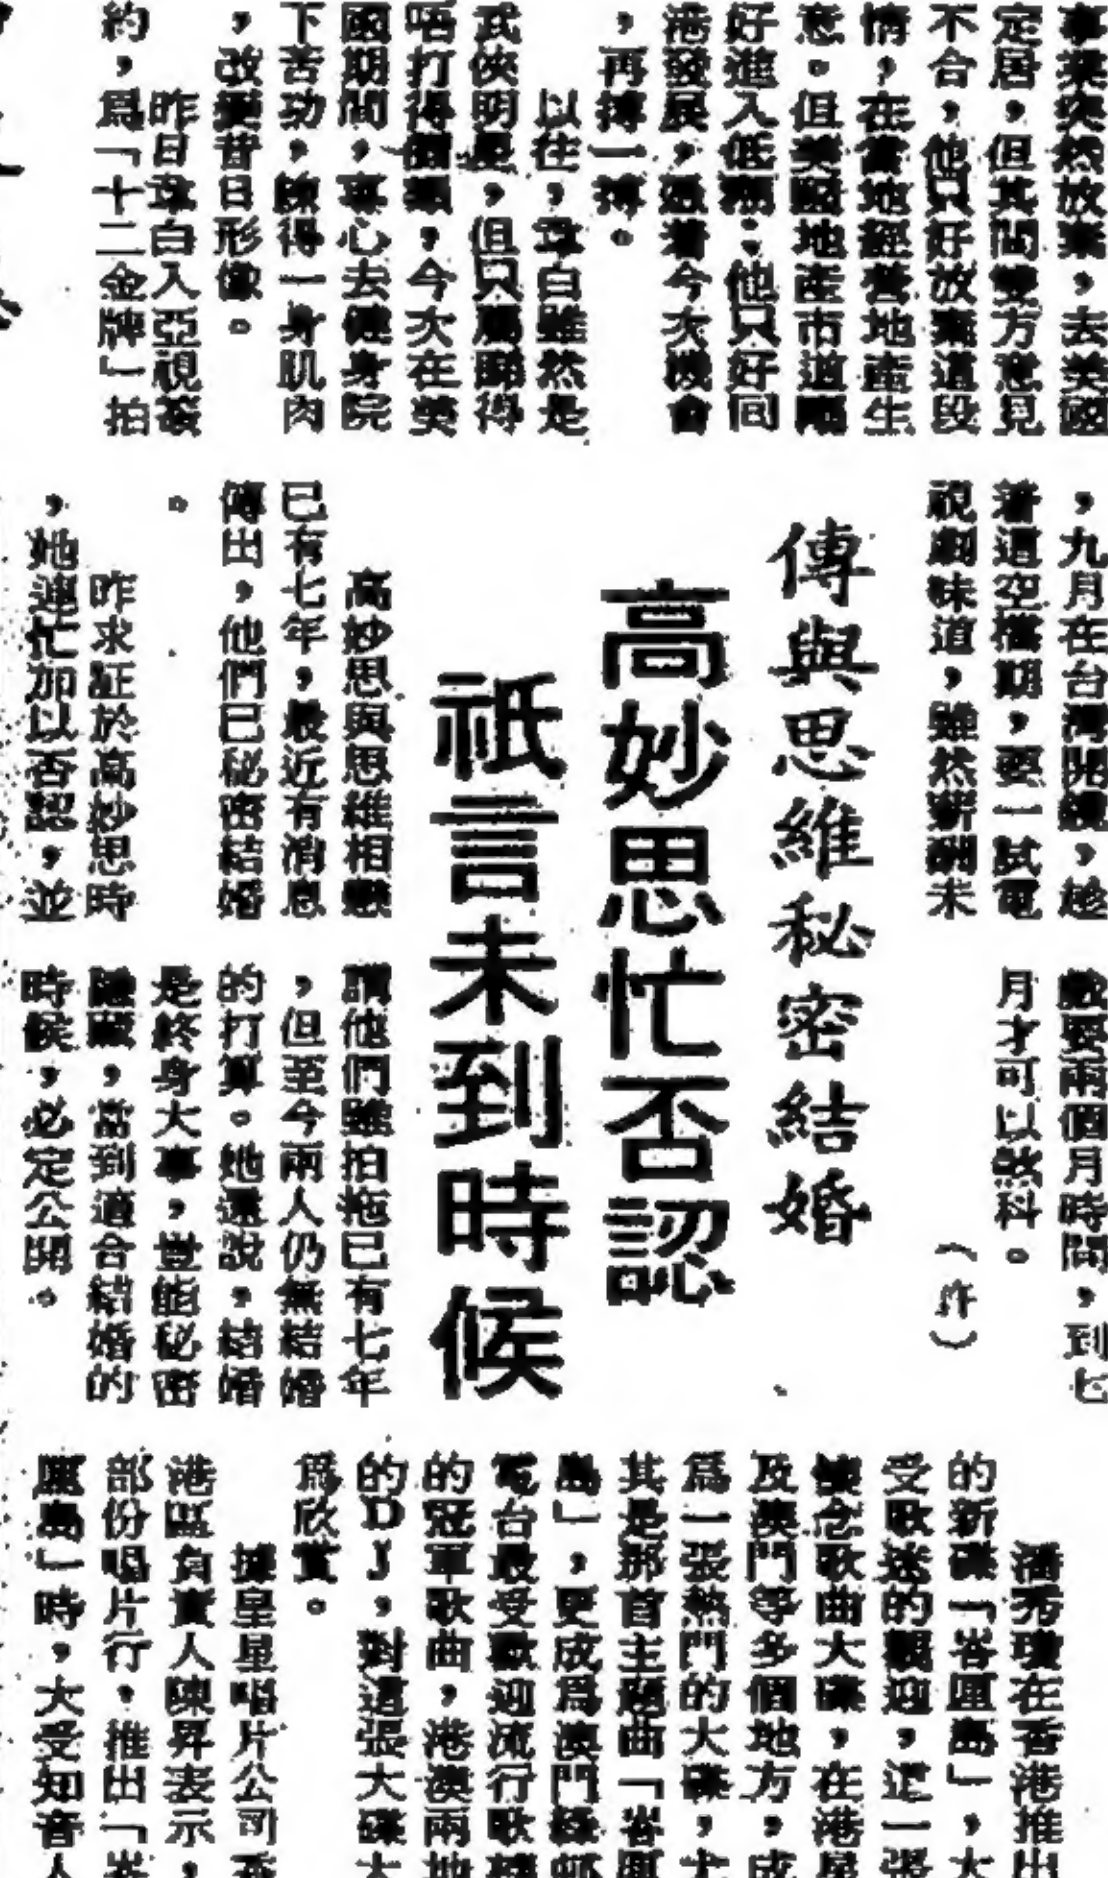 事業突然放棄，去美國
定居，但其間雙方意見
不合，他只好放棄這段
情，在當地經營地產生
意。但美國地產市道剛
好進入低潮，他只好回
港發展，趁着今次機會
，再搏一搏。
以往，韋白雖然是
武俠明星，但只屬睇得
唔打得個類，今次在美
國期間，專心去健身院
下苦功，練得一身肌肉
，改變昔日形像。
昨日韋白入亞視簽
約，為「十二金牌」拍
，九月在台灣開鏡，趁
着這空檔期，要一試電
視劇味道，雖然薪酬未
戲要兩個月時間，到七
月才可以煞科。
（許）
傳與思維秘密結婚
高妙思忙否認
祇言未到時候
高妙思與思維相戀
已有七年，最近有消息
傳出，他們已秘密結婚
。
昨求証於高妙思時
，她連忙加以否認，並
謂他們雖拍拖已有七年
，但至今兩人仍無結婚
的打算。她還說，結婚
是終身大事，豈能秘密
隱瞞，當到適合結婚的
時候，必定公開。
潘秀瓊在香港推出
的新碟「峇厘島」，大
受歌迷的歡迎，這一張
懷念歌曲大碟，在港星
及澳門等多個地方，成
為一張熱門的大碟，尤
其是那首主題曲「峇厘
島」，更成為澳門綠邨
電台最受歡迎流行歌
的冠軍歌曲，港澳兩地
的DJ，對這張大碟大
為欣賞。
據皇星唱片公司香
港區負責人陳昇表示，
部份唱片行，推出「峇
厘島」時，大受知音人